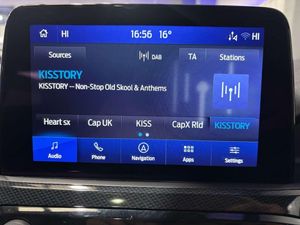 HI 16:56 16° HI
Sources DAB TA Stations
KISSTORY
KISSTORY -- Non-Stop Old Skool & Anthems
Heart sx Cap UK KISS CapX Rld KISSTORY
Audio Phone Navigation Apps Settings